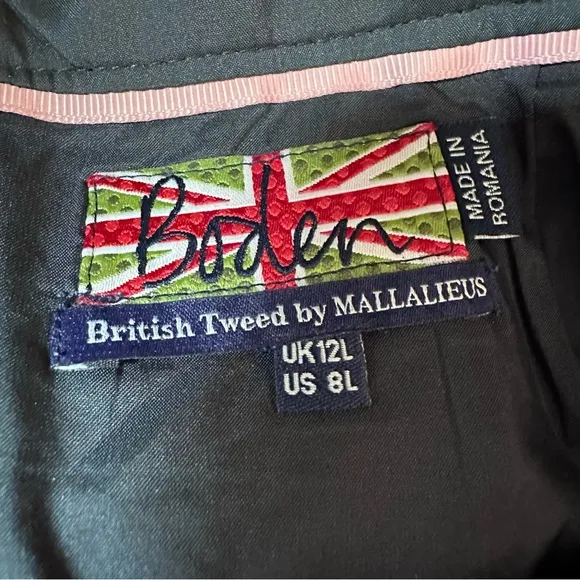 Boden
MADE IN
ROMANIA
British Tweed by MALLALIEUS
UK12L
US 8L